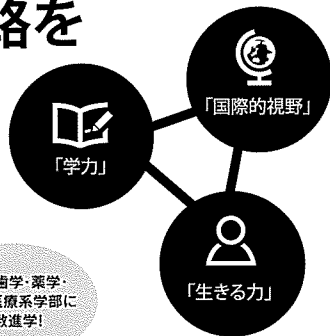 略を
「国際的視野」
「学力」
「生きる力」
歯学・薬学・
医療系学部に
数進学!